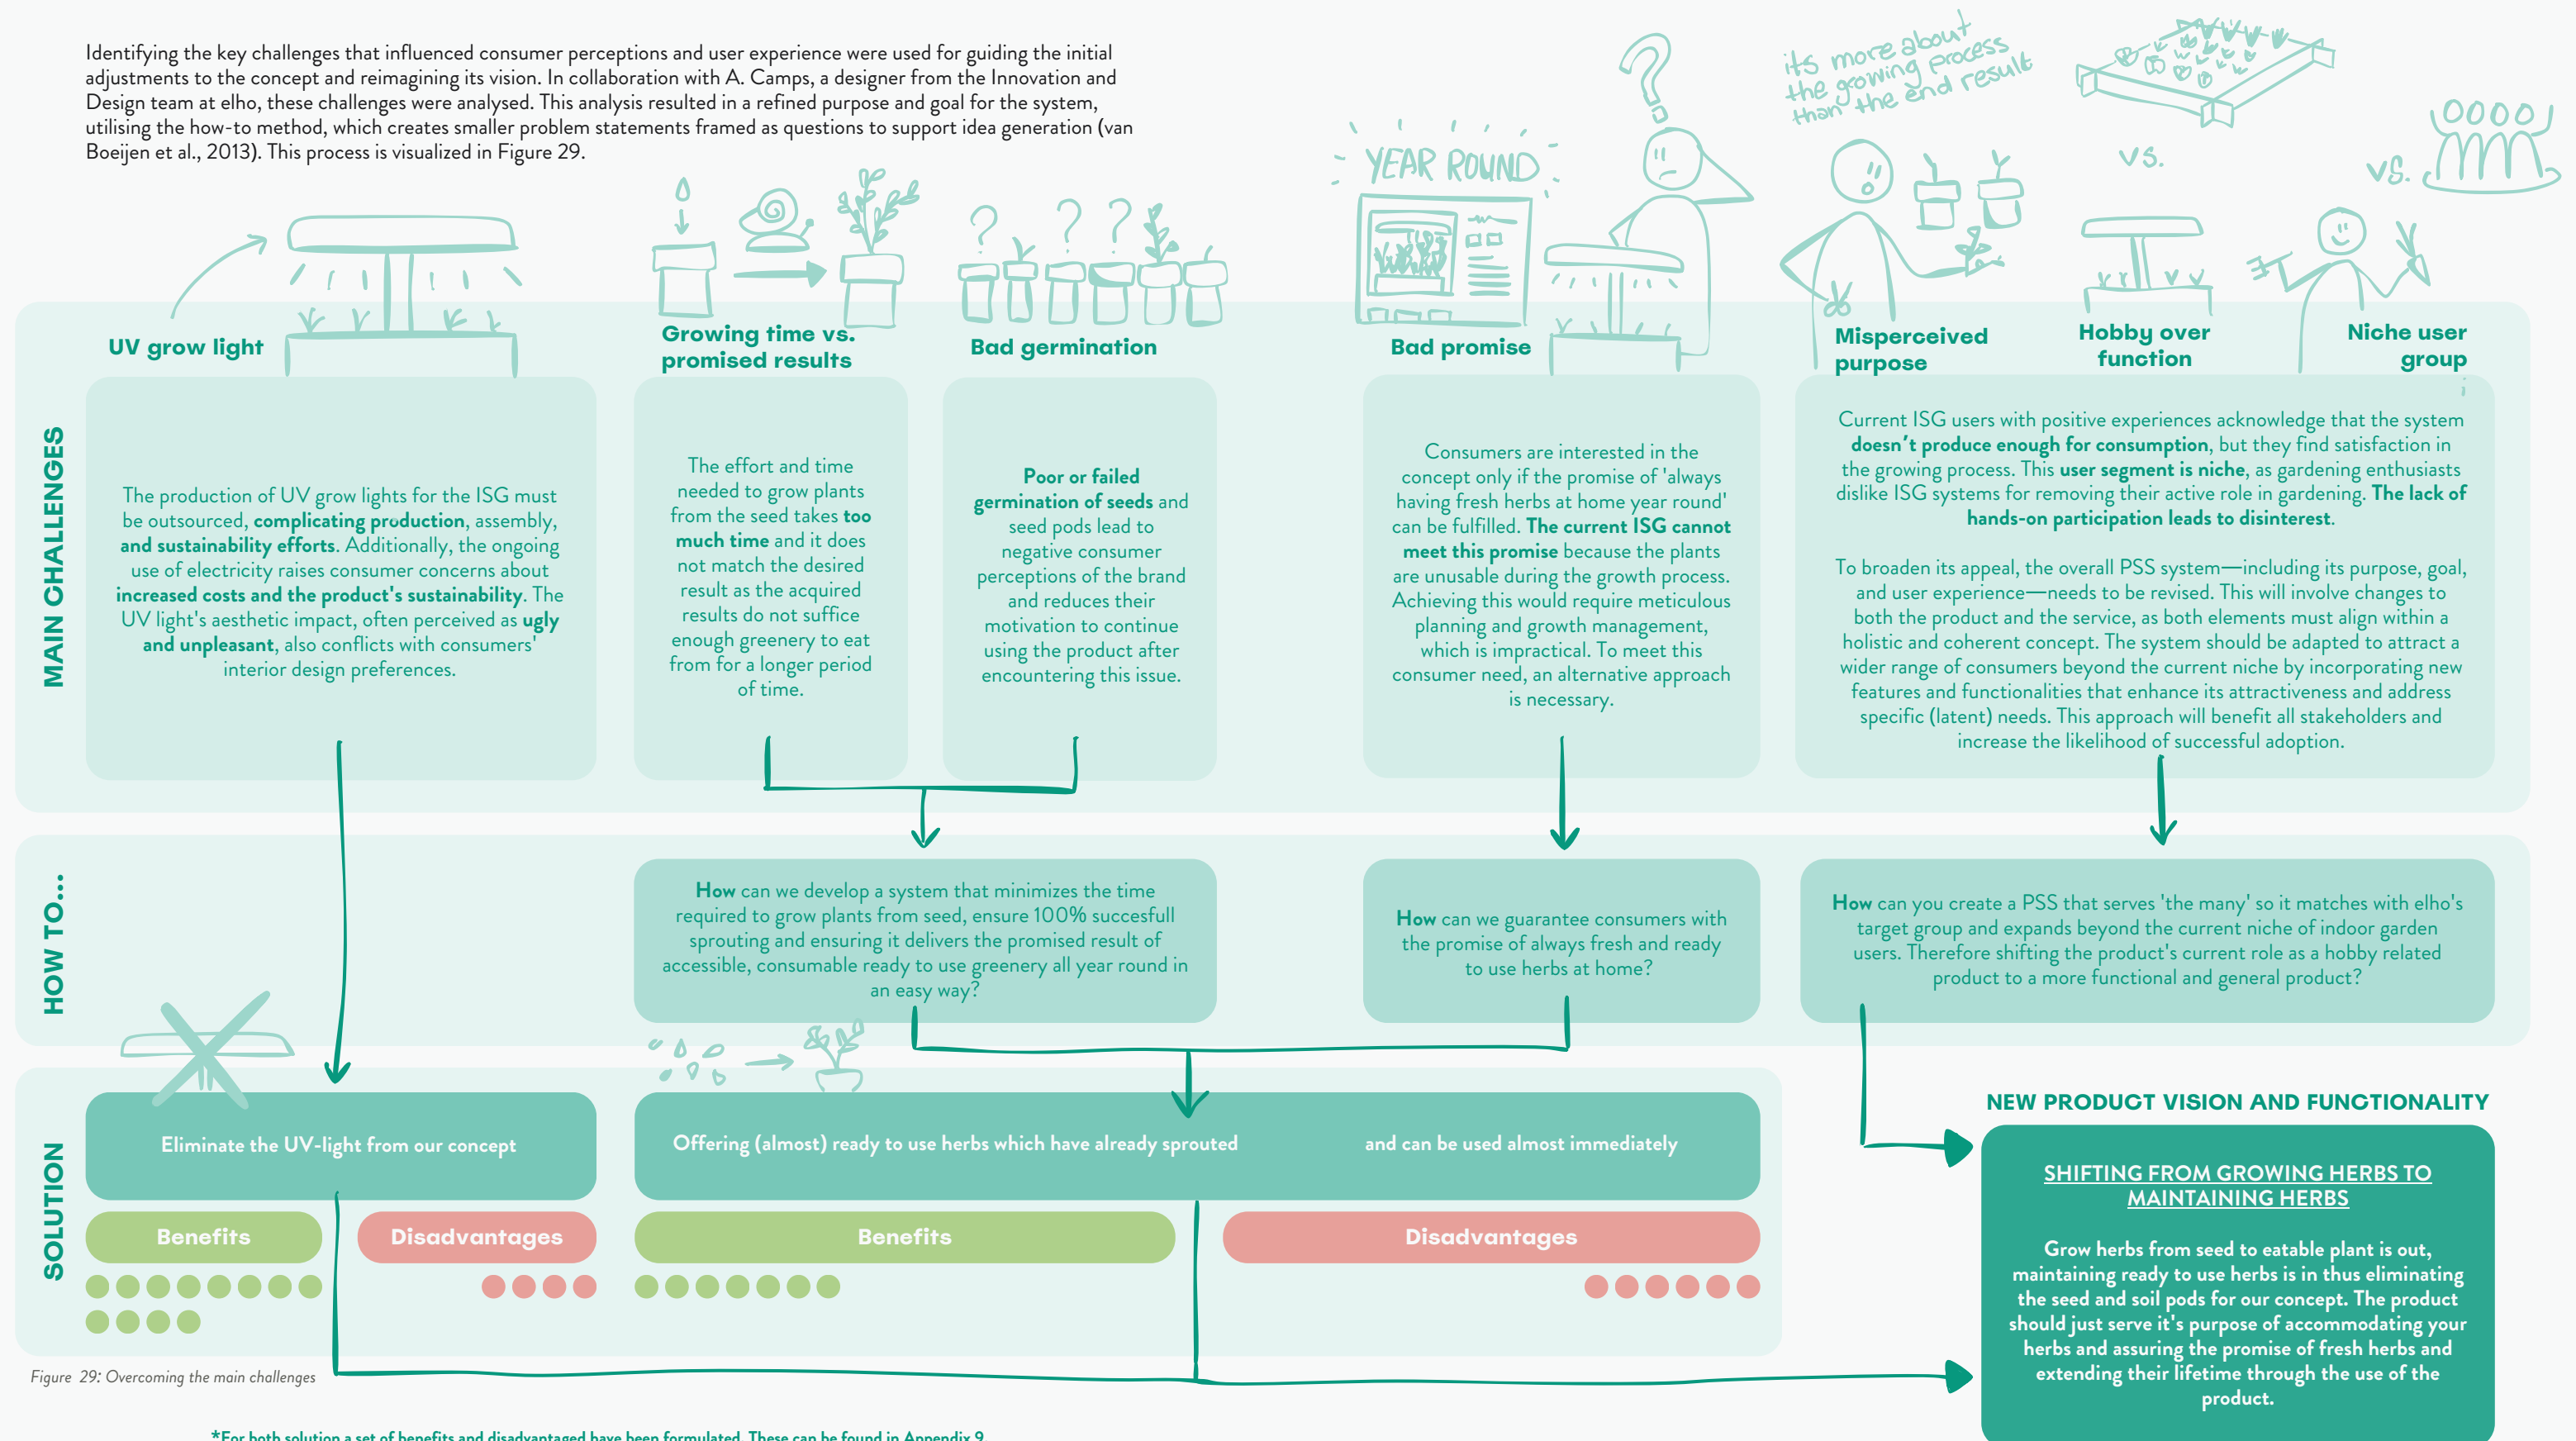 Identifying the key challenges that influenced consumer perceptions and user experience were used for guiding the initial
adjustments to the concept and reimagining its vision. In collaboration with A. Camps, a designer from the Innovation and
Design team at elho, these challenges were analysed. This analysis resulted in a refined purpose and goal for the system,
utilising the how-to method, which creates smaller problem statements framed as questions to support idea generation (van
Boeijen et al., 2013). This process is visualized in Figure 29.
YEAR ROUND
its more about
the growing process
than the end result
vs.
vs.
MAIN CHALLENGES
UV grow light
The production of UV grow lights for the ISG must
be outsourced, complicating production, assembly,
and sustainability efforts. Additionally, the ongoing
use of electricity raises consumer concerns about
increased costs and the product's sustainability. The
UV light's aesthetic impact, often perceived as ugly
and unpleasant, also conflicts with consumers'
interior design preferences.
Growing time vs.
promised results
The effort and time
needed to grow plants
from the seed takes too
much time and it does
not match the desired
result as the acquired
results do not suffice
enough greenery to eat
from for a longer period
of time.
Bad germination
Poor or failed
germination of seeds and
seed pods lead to
negative consumer
perceptions of the brand
and reduces their
motivation to continue
using the product after
encountering this issue.
Bad promise
Consumers are interested in the
concept only if the promise of 'always
having fresh herbs at home year round'
can be fulfilled. The current ISG cannot
meet this promise because the plants
are unusable during the growth process.
Achieving this would require meticulous
planning and growth management,
which is impractical. To meet this
consumer need, an alternative approach
is necessary.
Misperceived
purpose
Hobby over
function
Niche user
group
Current ISG users with positive experiences acknowledge that the system
doesn't produce enough for consumption, but they find satisfaction in
the growing process. This user segment is niche, as gardening enthusiasts
dislike ISG systems for removing their active role in gardening. The lack of
hands-on participation leads to disinterest.
To broaden its appeal, the overall PSS system—including its purpose, goal,
and user experience—needs to be revised. This will involve changes to
both the product and the service, as both elements must align within a
holistic and coherent concept. The system should be adapted to attract a
wider range of consumers beyond the current niche by incorporating new
features and functionalities that enhance its attractiveness and address
specific (latent) needs. This approach will benefit all stakeholders and
increase the likelihood of successful adoption.
HOW TO...
How can we develop a system that minimizes the time
required to grow plants from seed, ensure 100% succesfull
sprouting and ensuring it delivers the promised result of
accessible, consumable ready to use greenery all year round in
an easy way?
How can we guarantee consumers with
the promise of always fresh and ready
to use herbs at home?
How can you create a PSS that serves 'the many' so it matches with elho's
target group and expands beyond the current niche of indoor garden
users. Therefore shifting the product's current role as a hobby related
product to a more functional and general product?
SOLUTION
Eliminate the UV-light from our concept
Benefits
Disadvantages
Offering (almost) ready to use herbs which have already sprouted and can be used almost immediately
Benefits
Disadvantages
NEW PRODUCT VISION AND FUNCTIONALITY
SHIFTING FROM GROWING HERBS TO
MAINTAINING HERBS
Grow herbs from seed to eatable plant is out,
maintaining ready to use herbs is in thus eliminating
the seed and soil pods for our concept. The product
should just serve it's purpose of accommodating your
herbs and assuring the promise of fresh herbs and
extending their lifetime through the use of the
product.
Figure 29: Overcoming the main challenges
*For both solution a set of benefits and disadvantaged have been formulated. These can be found in Appendix 9.